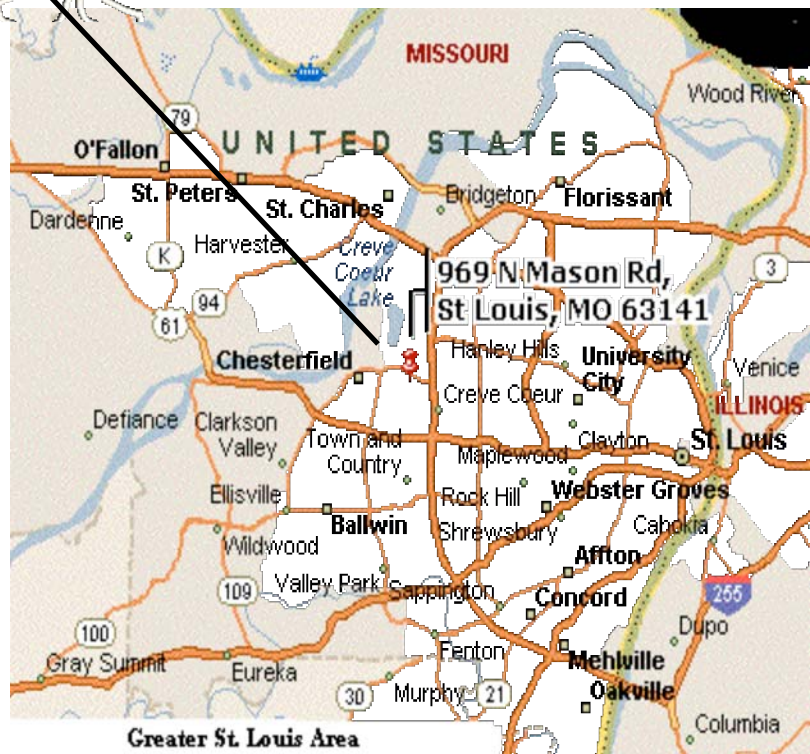 MISSOURI
Wood River
79
O'Fallon
UNITED STATES
St. Peters
St. Charles
Bridgeton
Florissant
Dardenne
Harvester
K
Creve
Coeur
Lake
969 N Mason Rd,
St Louis, MO 63141
3
94
61
Chesterfield
Hanley Hills
University
City
Venice
Creve Coeur
ILLINOIS
Defiance
Clarkson
Valley
Town and
Country
Clayton
St. Louis
Maplewood
Ellisville
Rock Hill
Webster Groves
Ballwin
Shrewsbury
Cahokia
Wildwood
Affton
109
Valley Park
Sappington
Concord
255
100
Dupo
Gray Summit
Eureka
Fenton
Mehlville
30
Murphy
21
Oakville
Columbia
Greater St. Louis Area